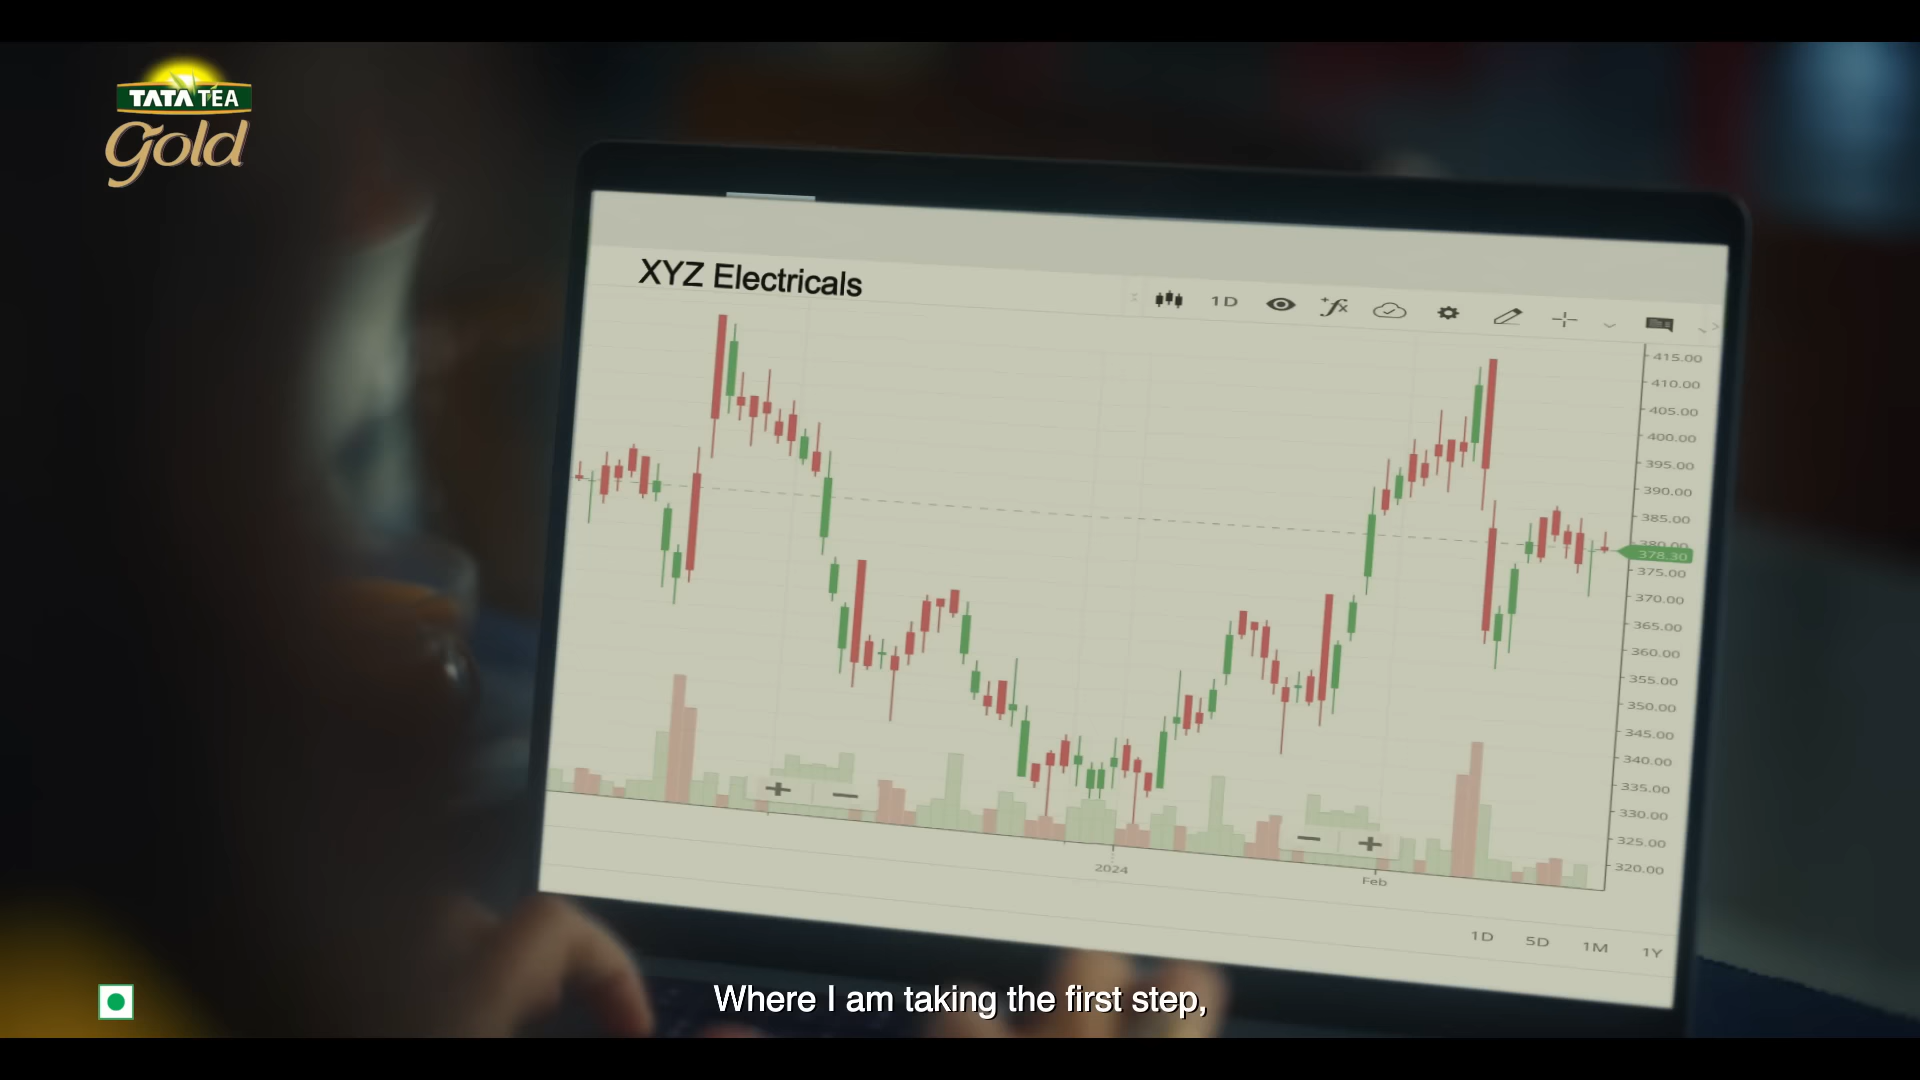 TATA TEA
Gold
XYZ Electricals
1D
fx
415.00
410.00
405.00
400.00
395.00
390.00
385.00
380.00
378.30
375.00
370.00
365.00
360.00
355.00
350.00
345.00
340.00
335.00
330.00
325.00
320.00
2024
Feb
1D 5D 1M 1Y
Where I am taking the first step,